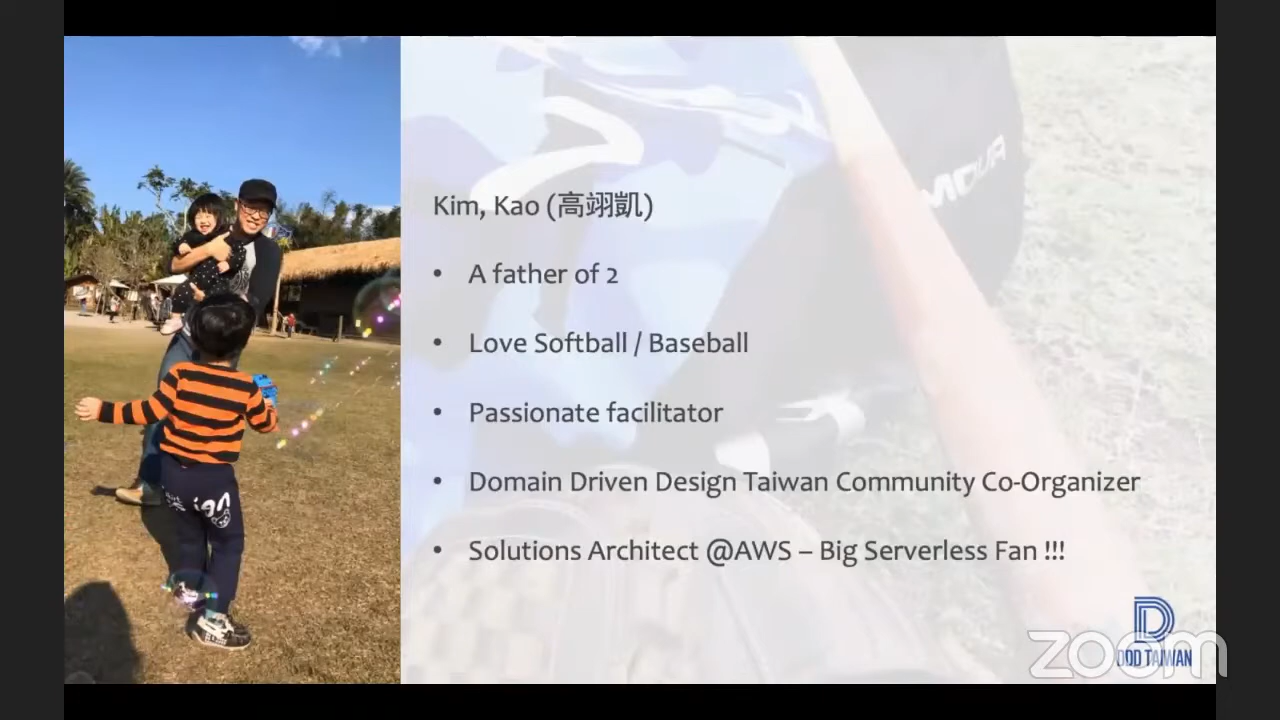 Kim, Kao (高翊凱)
• A father of 2
• Love Softball / Baseball
• Passionate facilitator
• Domain Driven Design Taiwan Community Co-Organizer
• Solutions Architect @AWS – Big Serverless Fan !!!
zoom
DDD TAIWAN